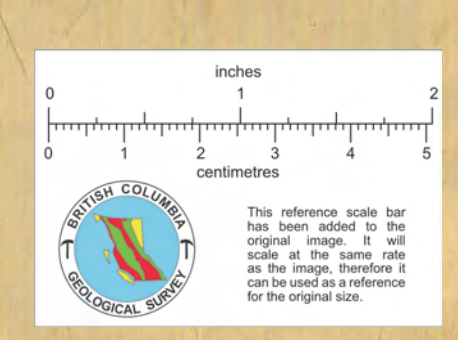 inches
0 1 2
0 1 2 3 4 5
centimetres
BRITISH COLUMBIA
GEOLOGICAL SURVEY
This reference scale bar
has been added to the
original image. It will
scale at the same rate
as the image, therefore it
can be used as a reference
for the original size.